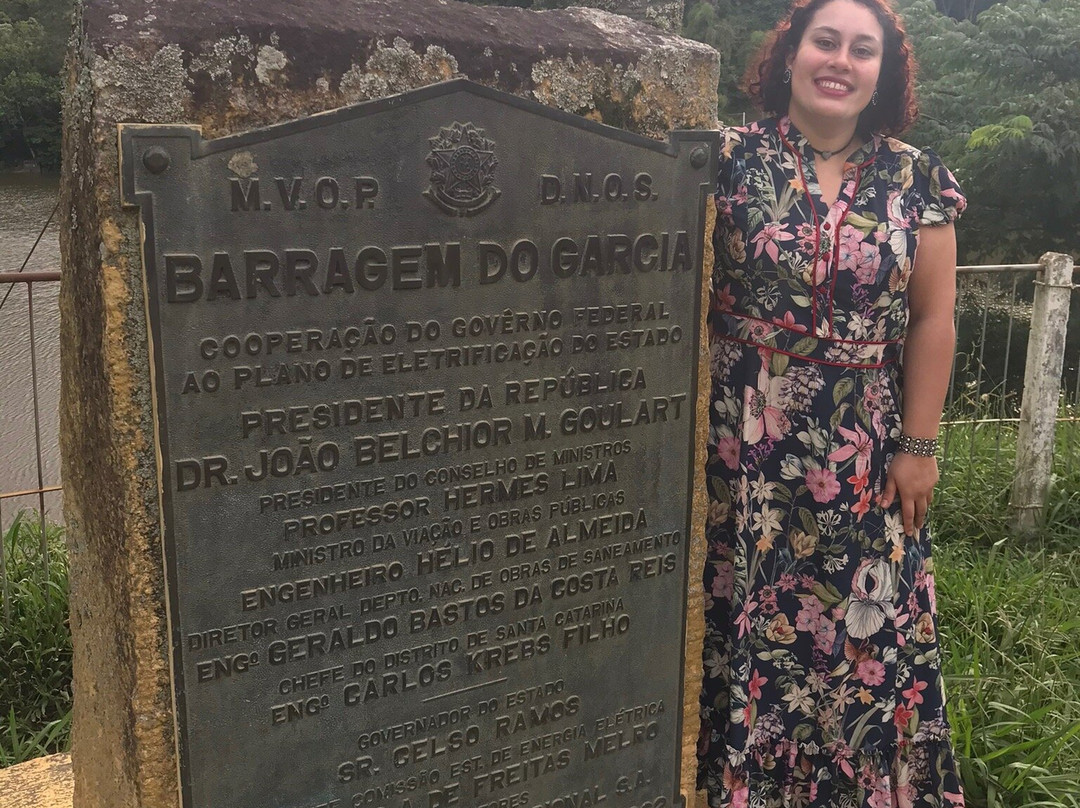 M.V.O.P. D.N.O.S.
BARRAGEM DO GARCIA
COOPERAÇÃO DO GOVÊRNO FEDERAL
AO PLANO DE ELETRIFICAÇÃO DO ESTADO
PRESIDENTE DA REPÚBLICA
DR. JOÃO BELCHIOR M. GOULART
PRESIDENTE DO CONSELHO DE MINISTROS
PROFESSOR HERMES LIMA
MINISTRO DA VIAÇÃO E OBRAS PÚBLICAS
ENGENHEIRO HELIO DE ALMEIDA
DIRETOR GERAL DEPTO. NAC. DE OBRAS DE SANEAMENTO
ENGº GERALDO BASTOS DA COSTA REIS
CHEFE DO DISTRITO DE SANTA CATARINA
ENGº CARLOS KREBS FILHO
GOVERNADOR DO ESTADO
SR. CELSO RAMOS
COMISSÃO EST. DE ENERGIA ELÉTRICA
DE FREITAS MELRO